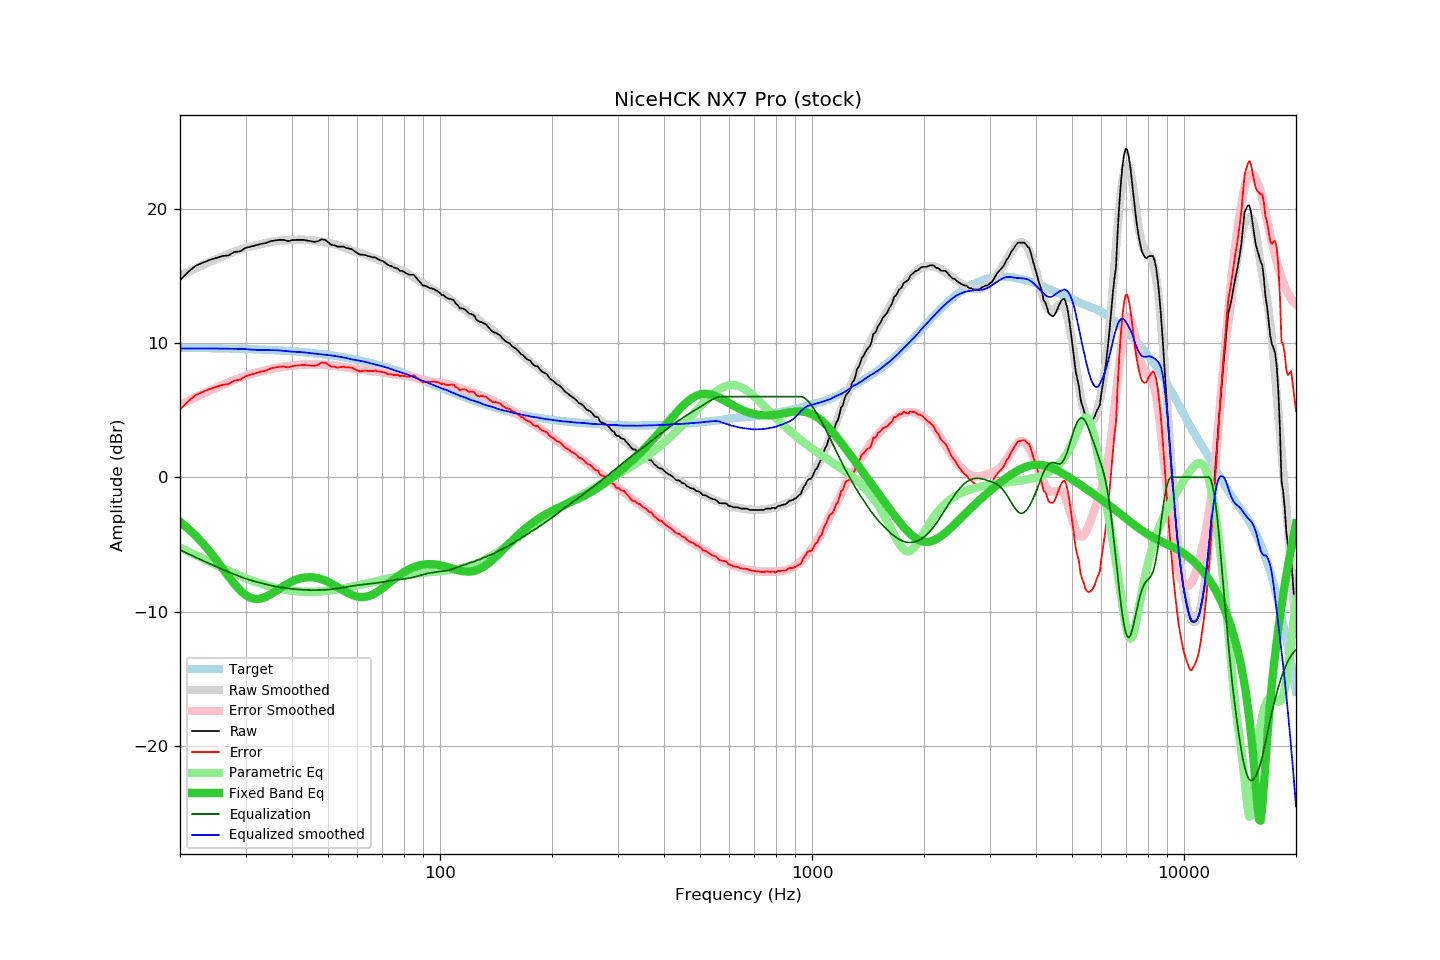 NiceHCK NX7 Pro (stock)
Amplitude (dBr)
20
10
0
−10
−20
Target
Raw Smoothed
Error Smoothed
Raw
Error
Parametric Eq
Fixed Band Eq
Equalization
Equalized smoothed
100
1000
10000
Frequency (Hz)